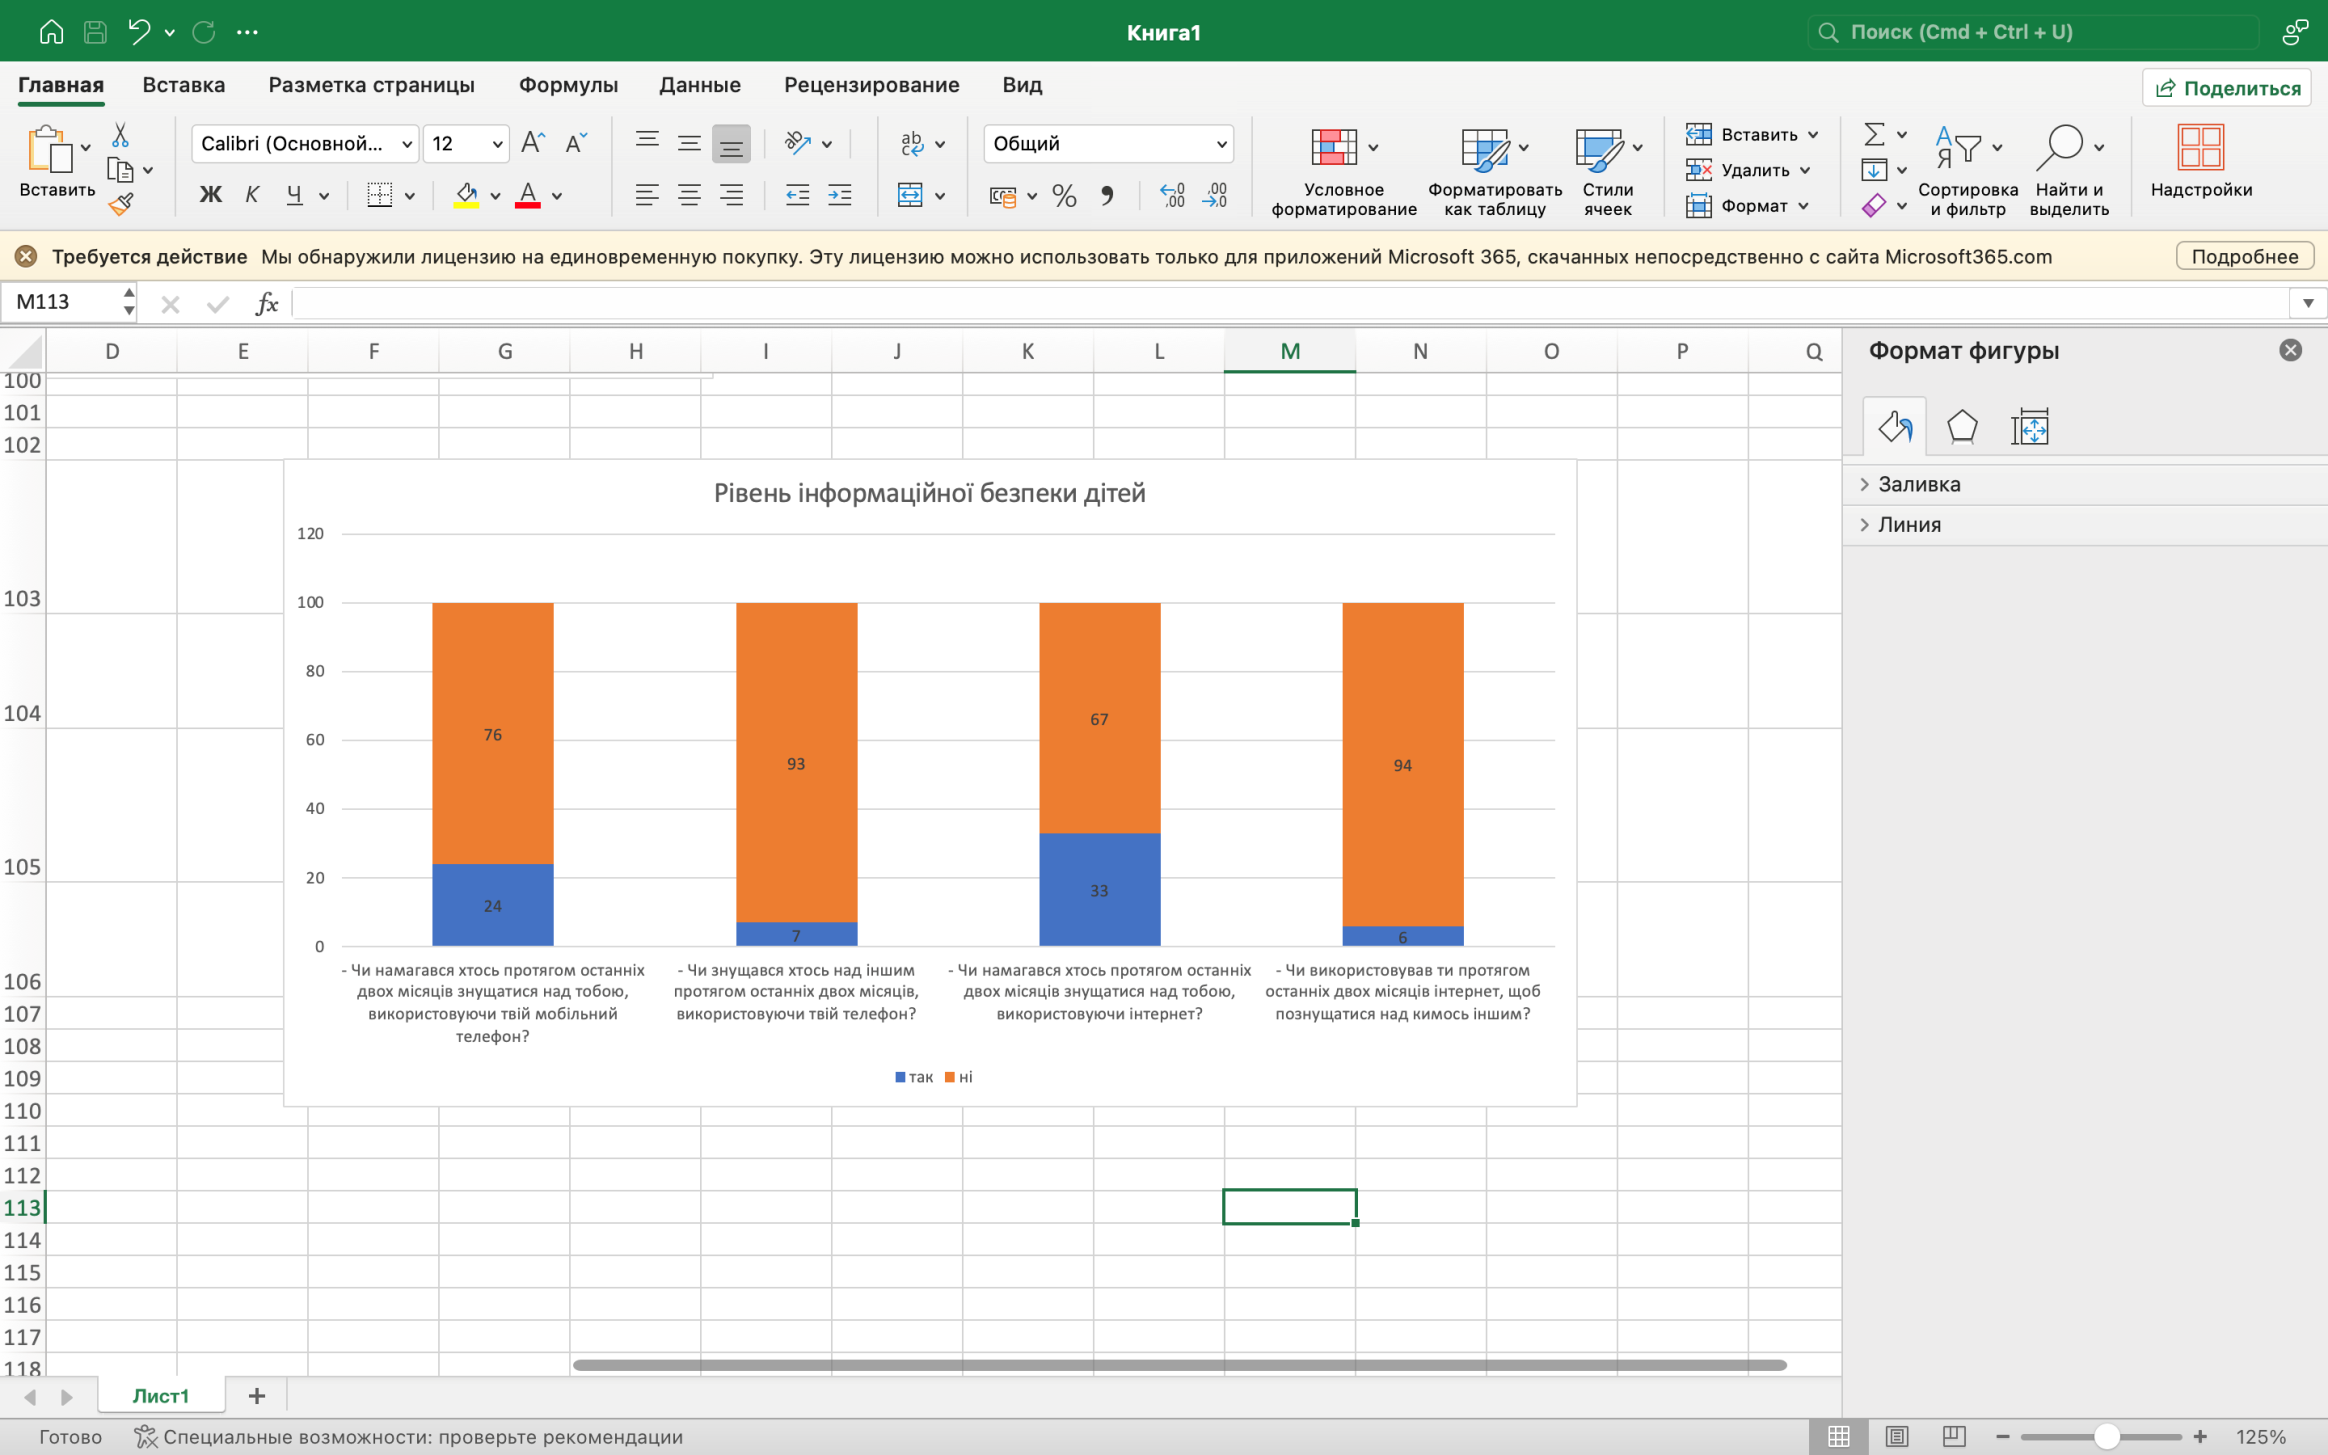 Книга1
Поиск (Cmd + Ctrl + U)
Главная Вставка Разметка страницы Формулы Данные Рецензирование Вид
Поделиться
Вставить
Calibri (Основной... 12
Ж К Ч
А
ab
Общий
%
Условное форматирование
Форматировать как таблицу
Стили ячеек
Вставить
Удалить
Формат
Сортировка и фильтр
Найти и выделить
Надстройки
Требуется действие Мы обнаружили лицензию на единовременную покупку. Эту лицензию можно использовать только для приложений Microsoft 365, скачанных непосредственно с сайта Microsoft365.com
Подробнее
M113
fx
D E F G H I J K L M N O P Q
Формат фигуры
Заливка
Линия
100
101
102
103
104
105
106
107
108
109
110
111
112
113
114
115
116
117
118
Рівень інформаційної безпеки дітей
120
100
80
60
40
20
0
76 93 67 94
24 7 33 6
- Чи намагався хтось протягом останніх
двох місяців знущатися над тобою,
використовуючи твій мобільний
телефон?
- Чи знущався хтось над іншим
протягом останніх двох місяців,
використовуючи твій телефон?
- Чи намагався хтось протягом останніх
двох місяців знущатися над тобою,
використовуючи інтернет?
- Чи використовував ти протягом
останніх двох місяців інтернет, щоб
познущатися над кимось іншим?
так ні
Лист1
Готово
Специальные возможности: проверьте рекомендации
125%